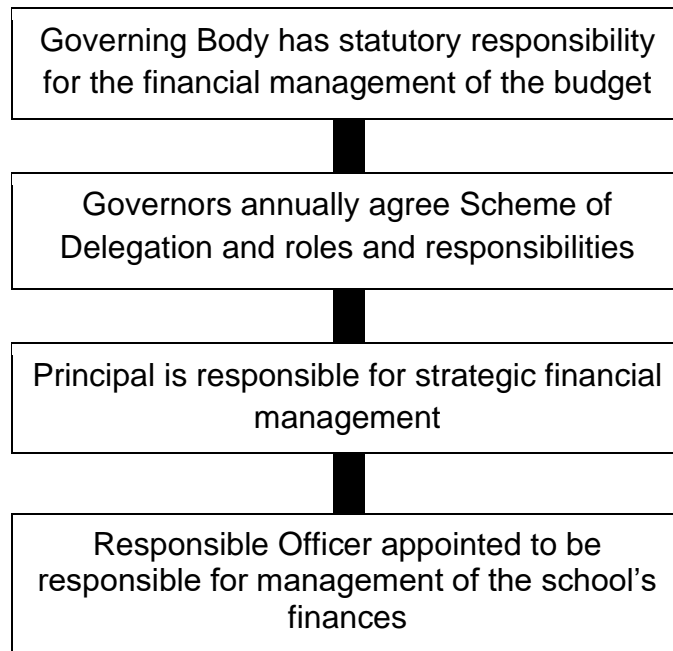 Governing Body has statutory responsibility
for the financial management of the budget
Governors annually agree Scheme of
Delegation and roles and responsibilities
Principal is responsible for strategic financial
management
Responsible Officer appointed to be
responsible for management of the school’s
finances